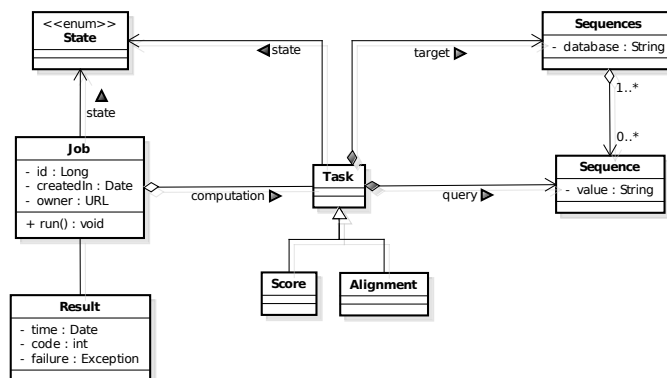 <<enum>>
State
state
target
Sequences
- database : String
1..*
0..*
state
Job
- id : Long
- createdIn : Date
- owner : URL
+ run() : void
computation
Task
query
Sequence
- value : String
Score
Alignment
Result
- time : Date
- code : int
- failure : Exception